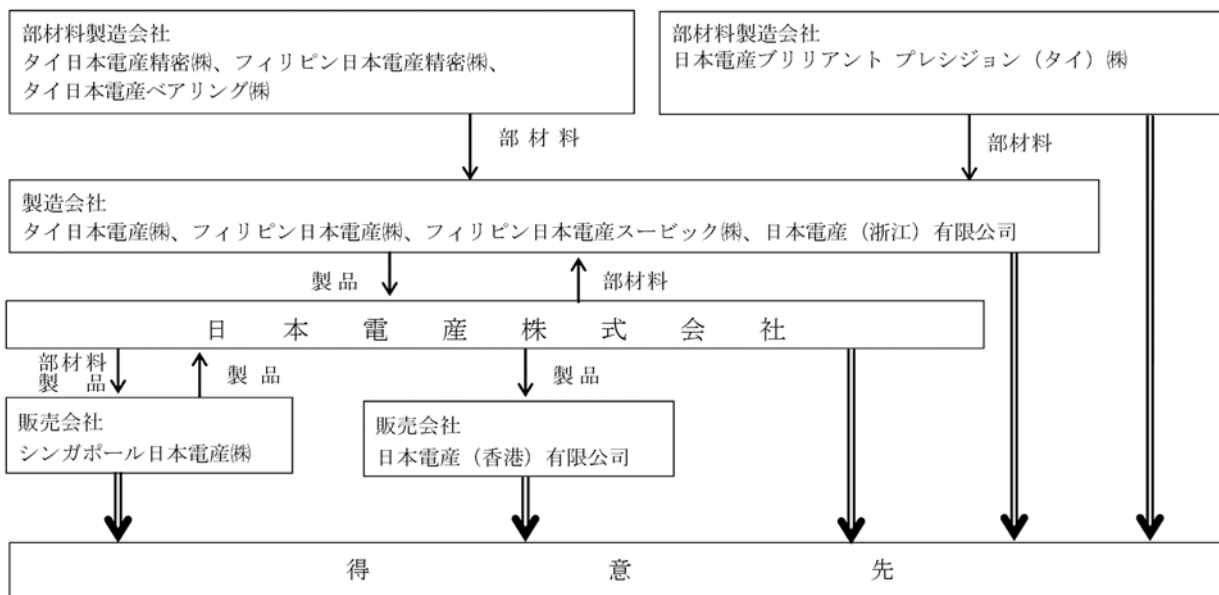 部材料製造会社
タイ日本電産精密㈱、フィリピン日本電産精密㈱、
タイ日本電産ベアリング㈱
部材料製造会社
日本電産ブリリアント プレシジョン（タイ）㈱
部材料
部材料
製造会社
タイ日本電産㈱、フィリピン日本電産㈱、フィリピン日本電産スービック㈱、日本電産（浙江）有限公司
製品
部材料
日本電産株式会社
部材料
製品
製品
製品
販売会社
シンガポール日本電産㈱
販売会社
日本電産（香港）有限公司
得意先